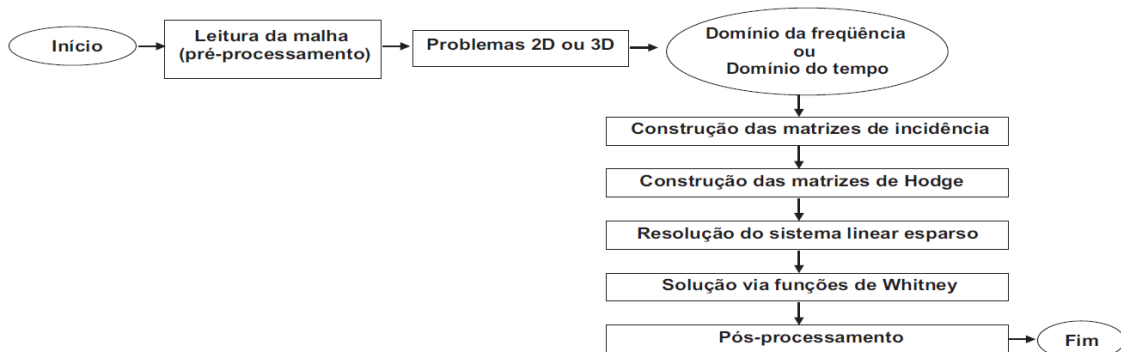 Início
Leitura da malha
(pré-processamento)
Problemas 2D ou 3D
Domínio da freqüência
ou
Domínio do tempo
Construção das matrizes de incidência
Construção das matrizes de Hodge
Resolução do sistema linear esparso
Solução via funções de Whitney
Pós-processamento
Fim